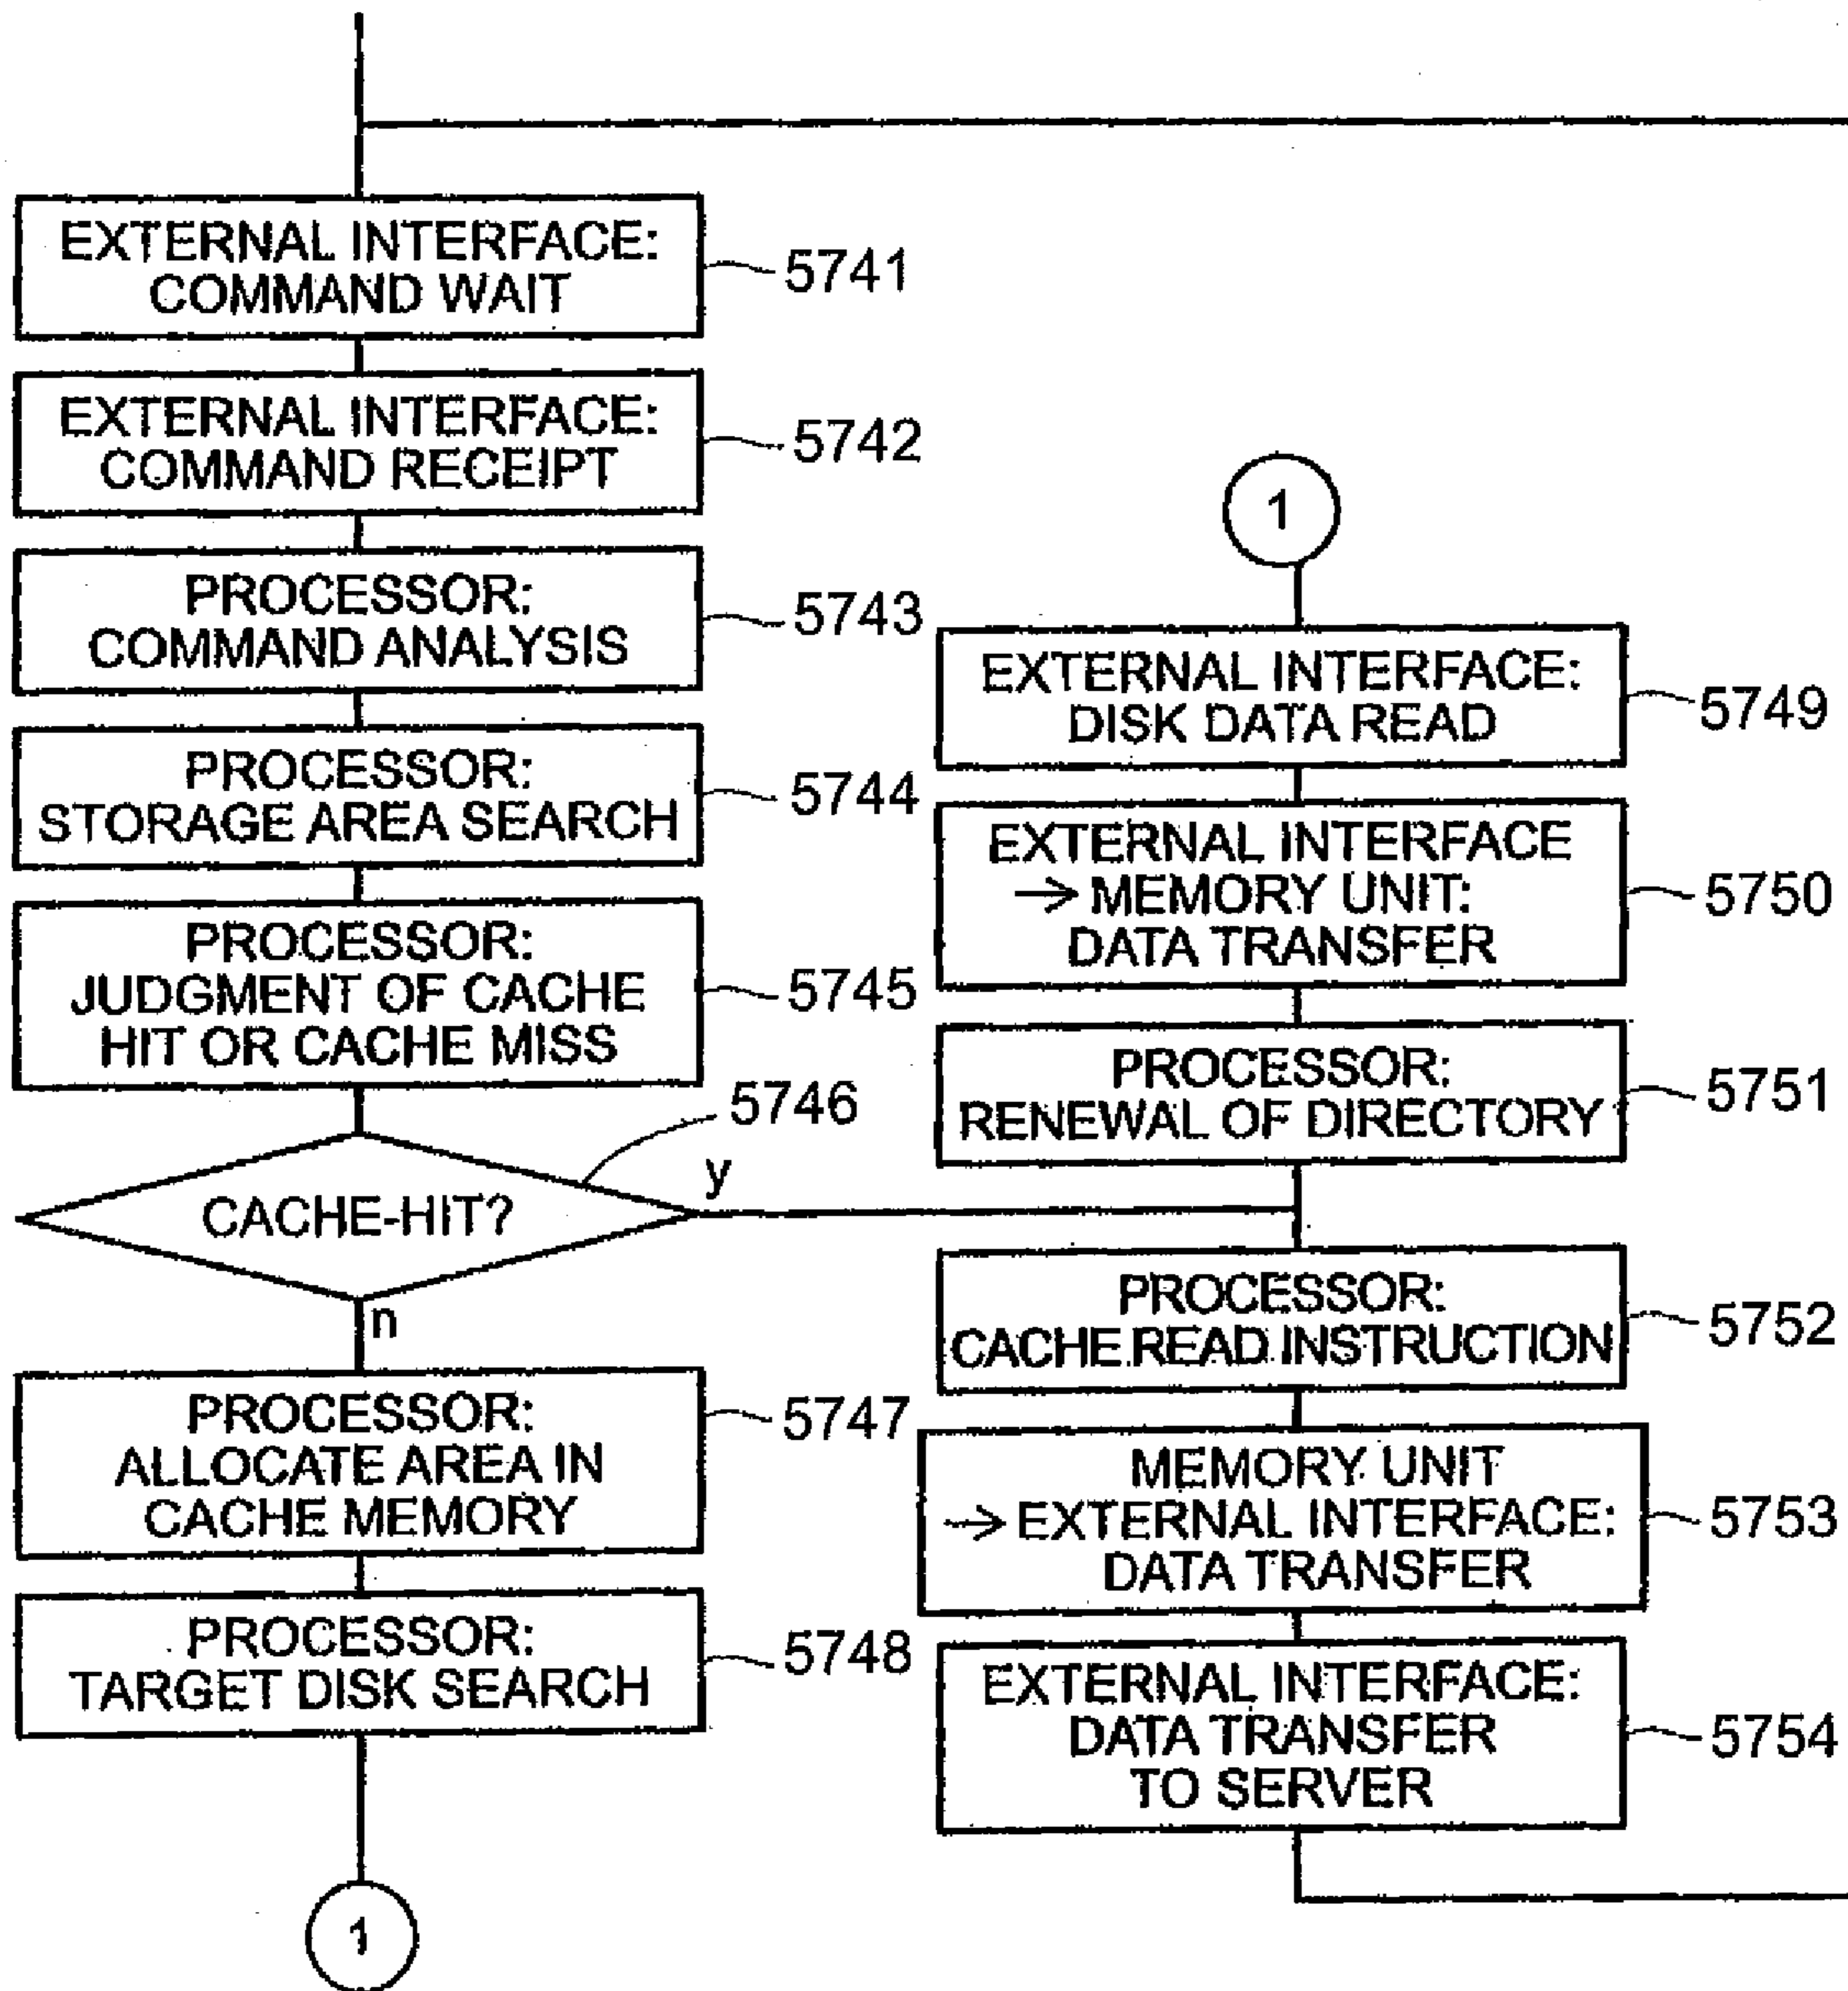 EXTERNAL INTERFACE:
COMMAND WAIT
5741
EXTERNAL INTERFACE:
COMMAND RECEIPT
5742
PROCESSOR:
COMMAND ANALYSIS
5743
PROCESSOR:
STORAGE AREA SEARCH
5744
PROCESSOR:
JUDGMENT OF CACHE
HIT OR CACHE MISS
5745
5746
CACHE-HIT?
y
n
PROCESSOR:
ALLOCATE AREA IN
CACHE MEMORY
5747
PROCESSOR:
TARGET DISK SEARCH
5748
1
1
EXTERNAL INTERFACE:
DISK DATA READ
5749
EXTERNAL INTERFACE
→ MEMORY UNIT:
DATA TRANSFER
5750
PROCESSOR:
RENEWAL OF DIRECTORY
5751
PROCESSOR:
CACHE READ INSTRUCTION
5752
MEMORY UNIT
→ EXTERNAL INTERFACE:
DATA TRANSFER
5753
EXTERNAL INTERFACE:
DATA TRANSFER
TO SERVER
5754